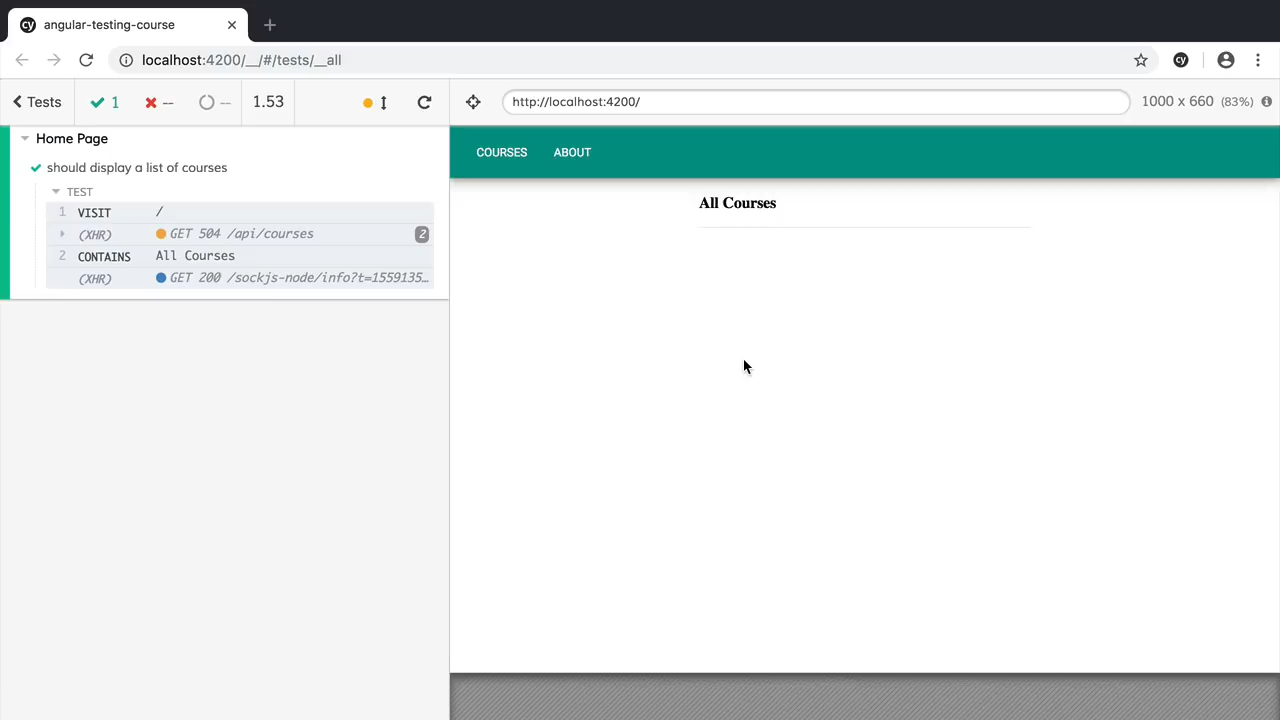 cy angular-testing-course
localhost:4200/__/#/tests/__all
cy
Tests 1 -- -- 1.53
http://localhost:4200/
1000 x 660 (83%)
Home Page
should display a list of courses
TEST
1 VISIT /
(XHR) GET 504 /api/courses 2
2 CONTAINS All Courses
(XHR) GET 200 /sockjs-node/info?t=1559135…
COURSES ABOUT
All Courses